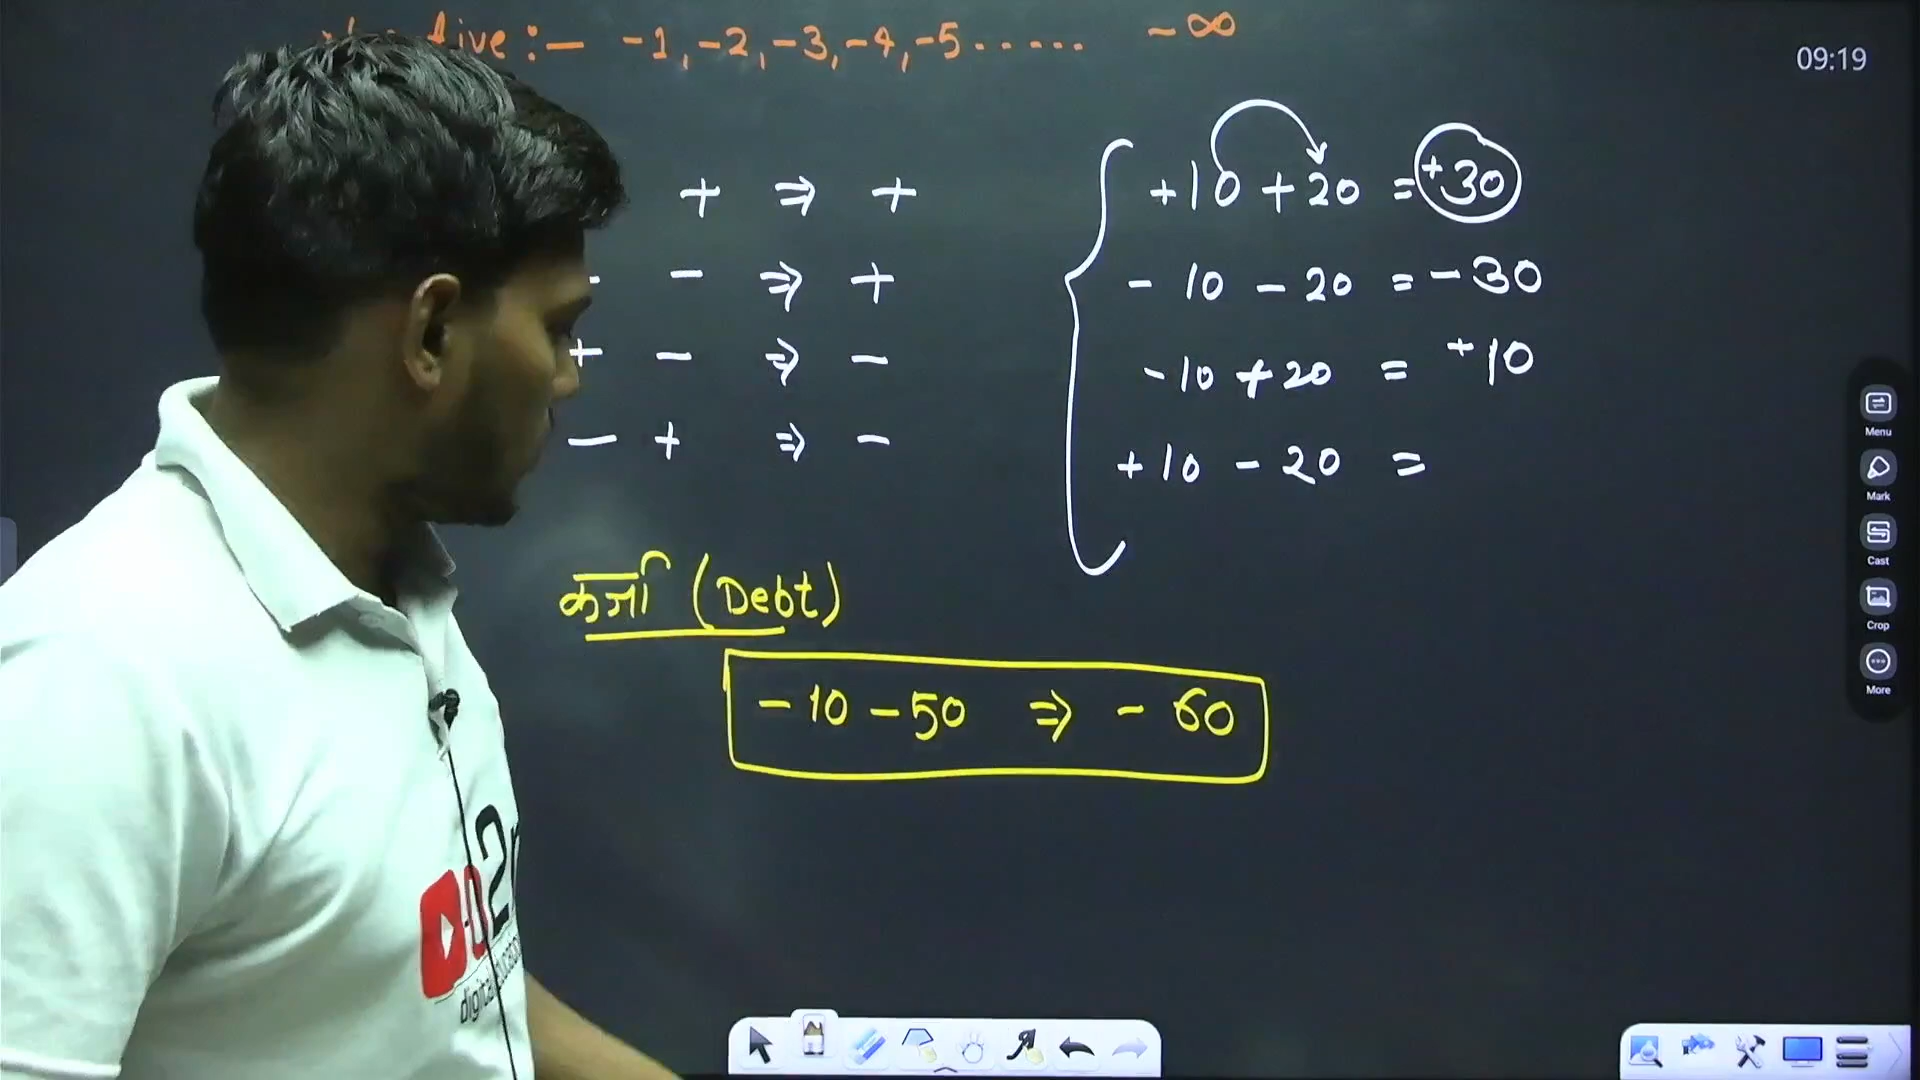 :— -1, -2, -3, -4, -5...... -∞
09:19
+ ⇒ + +10 +20 = +30
- ⇒ + - 10 - 20 = -30
+ - ⇒ - -10 +20 = +10
- + ⇒ - +10 - 20 =
कर्जा (Debt)
-10 -50 ⇒ - 60
Menu
Mark
Cast
Crop
More